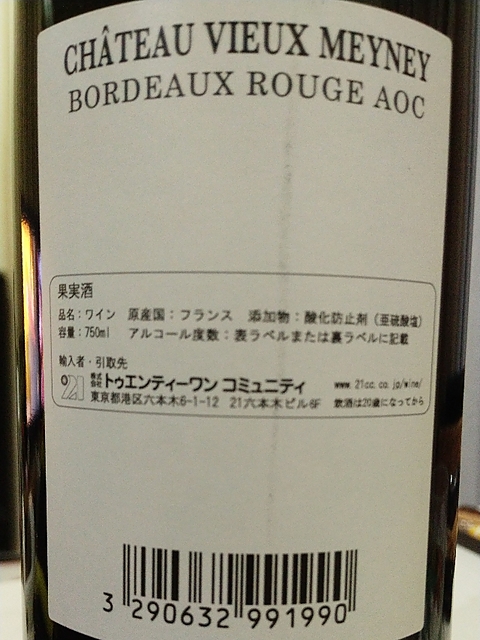 CHÂTEAU VIEUX MEYNEY
BORDEAUX ROUGE AOC
果実酒
品名：ワイン 原産国：フランス 添加物：酸化防止剤（亜硫酸塩）
容量：750ml アルコール度数：表ラベルまたは裏ラベルに記載
輸入者・引取先
株式会社トゥエンティーワン コミュニティ www.21cc.co.jp/wine/
東京都港区六本木6-1-12 21六本木ビル6F 飲酒は20歳になってから
3 290632 991990